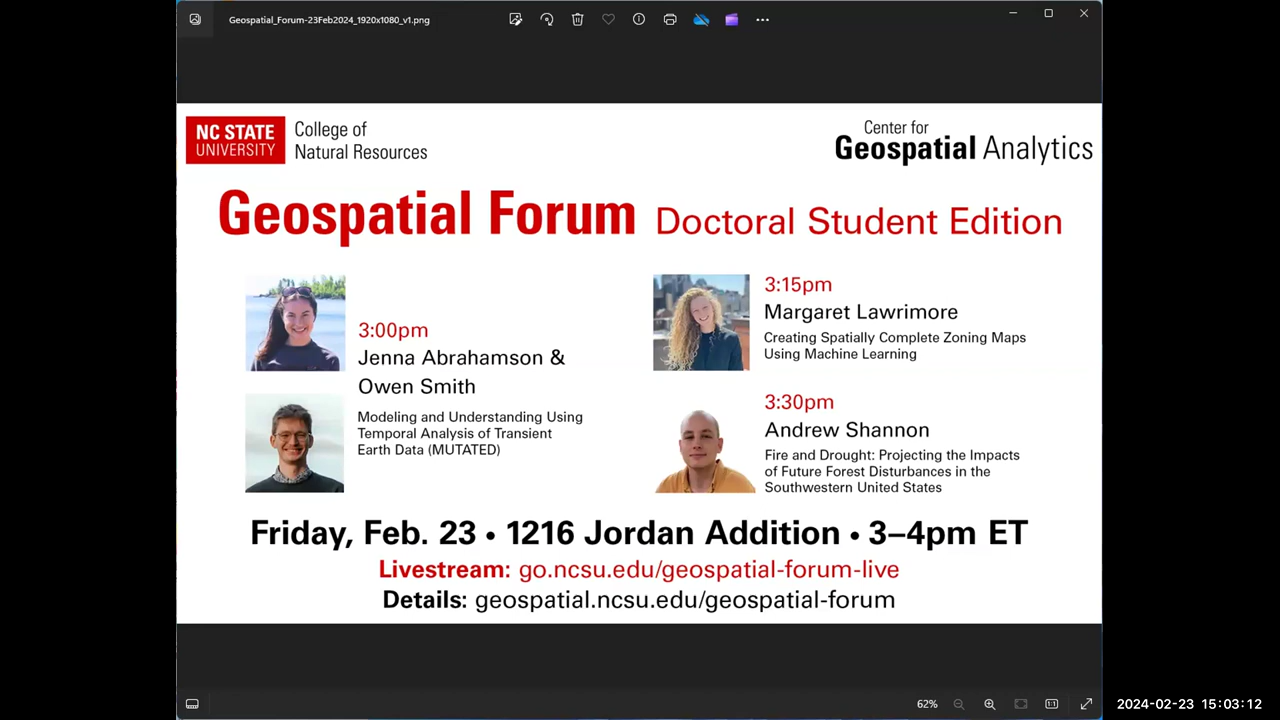 Geospatial_Forum-23Feb2024_1920x1080_v1.png
NC STATE
UNIVERSITY
College of
Natural Resources
Center for
Geospatial Analytics
Geospatial Forum Doctoral Student Edition
3:00pm
Jenna Abrahamson &
Owen Smith
Modeling and Understanding Using
Temporal Analysis of Transient
Earth Data (MUTATED)
3:15pm
Margaret Lawrimore
Creating Spatially Complete Zoning Maps
Using Machine Learning
3:30pm
Andrew Shannon
Fire and Drought: Projecting the Impacts
of Future Forest Disturbances in the
Southwestern United States
Friday, Feb. 23 • 1216 Jordan Addition • 3–4pm ET
Livestream: go.ncsu.edu/geospatial-forum-live
Details: geospatial.ncsu.edu/geospatial-forum
62%
2024-02-23 15:03:12